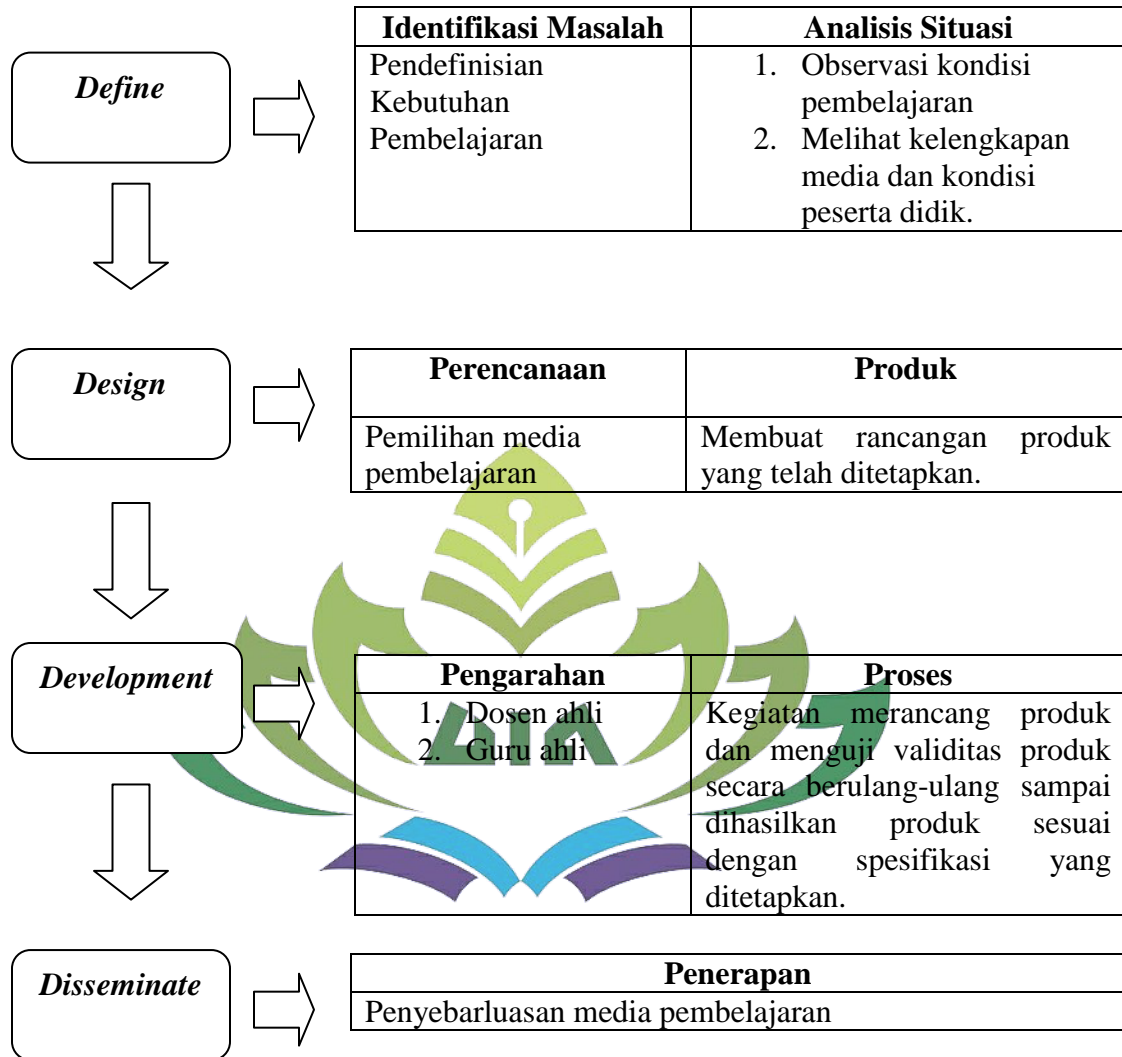 Define
Identifikasi Masalah
Analisis Situasi
Pendefinisian
Kebutuhan
Pembelajaran
1. Observasi kondisi
pembelajaran
2. Melihat kelengkapan
media dan kondisi
peserta didik.
Design
Perencanaan
Produk
Pemilihan media
pembelajaran
Membuat rancangan produk
yang telah ditetapkan.
Development
Pengarahan
Proses
1. Dosen ahli
2. Guru ahli
Kegiatan merancang produk
dan menguji validitas produk
secara berulang-ulang sampai
dihasilkan produk sesuai
dengan spesifikasi yang
ditetapkan.
Disseminate
Penerapan
Penyebarluasan media pembelajaran